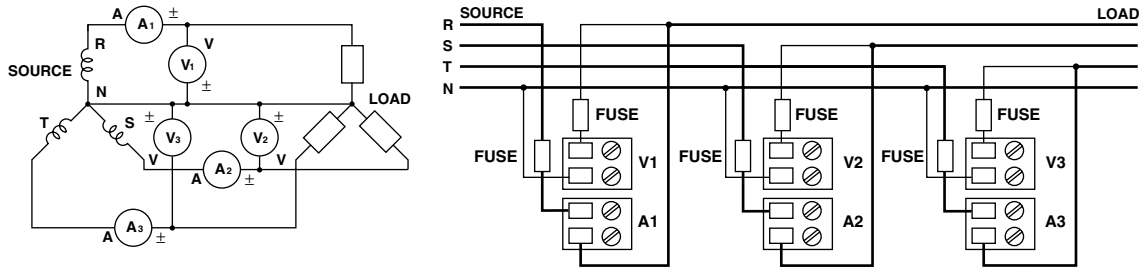 A A1 ±
R V
V1
SOURCE
±
N
LOAD
T S ± V3 ± V2
V V
A A2 ±
A A3 ±
SOURCE LOAD
R
S
T
N
FUSE FUSE FUSE
FUSE V1 FUSE V2 FUSE V3
A1 A2 A3